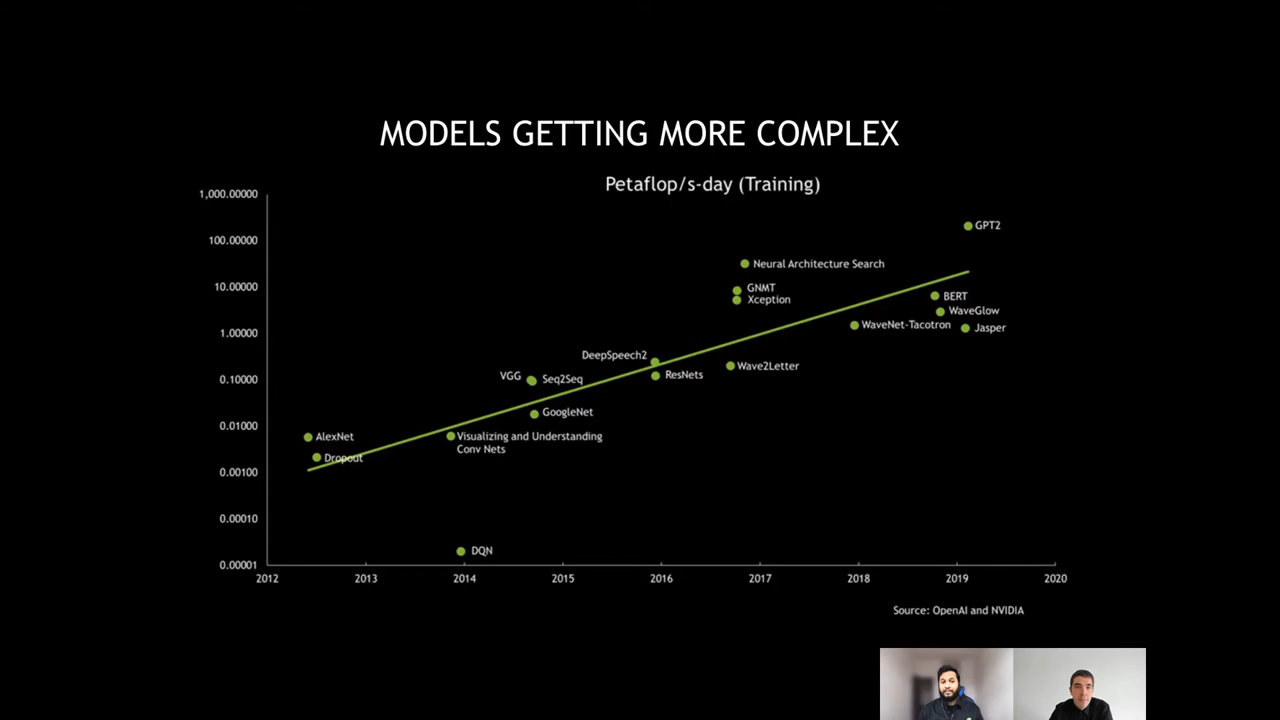 MODELS GETTING MORE COMPLEX
Petaflop/s-day (Training)
1,000.00000
100.00000
10.00000
1.00000
0.10000
0.01000
0.00100
0.00010
0.00001
GPT2
Neural Architecture Search
GNMT
Xception
BERT
WaveGlow
WaveNet-Tacotron
Jasper
DeepSpeech2
Wave2Letter
VGG
Seq2Seq
ResNets
GoogleNet
AlexNet
Visualizing and Understanding
Conv Nets
Dropout
DQN
2012 2013 2014 2015 2016 2017 2018 2019 2020
Source: OpenAI and NVIDIA